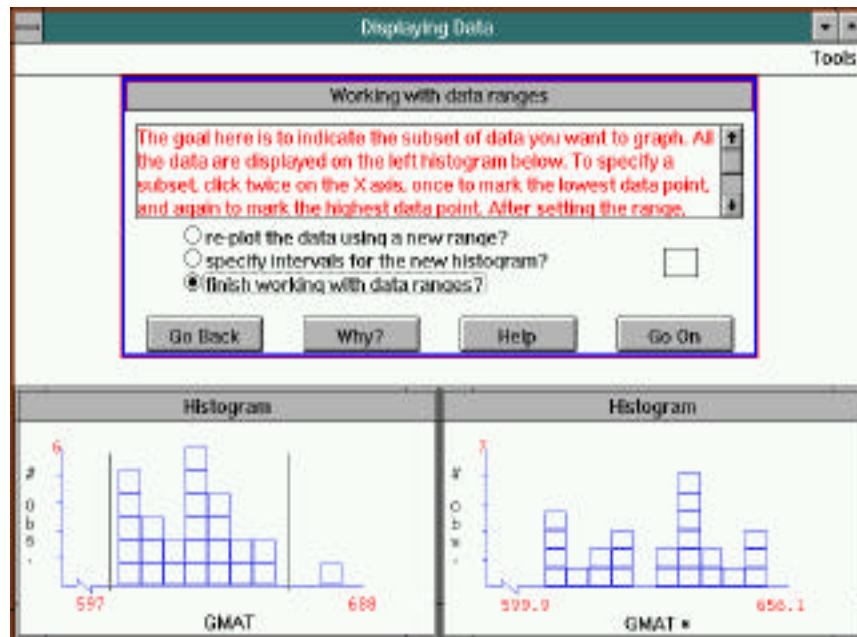 Displaying Data
Tools
Working with data ranges
The goal here is to indicate the subset of data you want to graph. All
the data are displayed on the left histogram below. To specify a
subset, click twice on the X axis, once to mark the lowest data point,
and again to mark the highest data point. After setting the range,
re-plot the data using a new range?
specify intervals for the new histogram?
finish working with data ranges?
Go Back
Why?
Help
Go On
Histogram
6
# Obs.
597
688
GMAT
Histogram
7
# Obs.
599.9
656.1
GMAT *